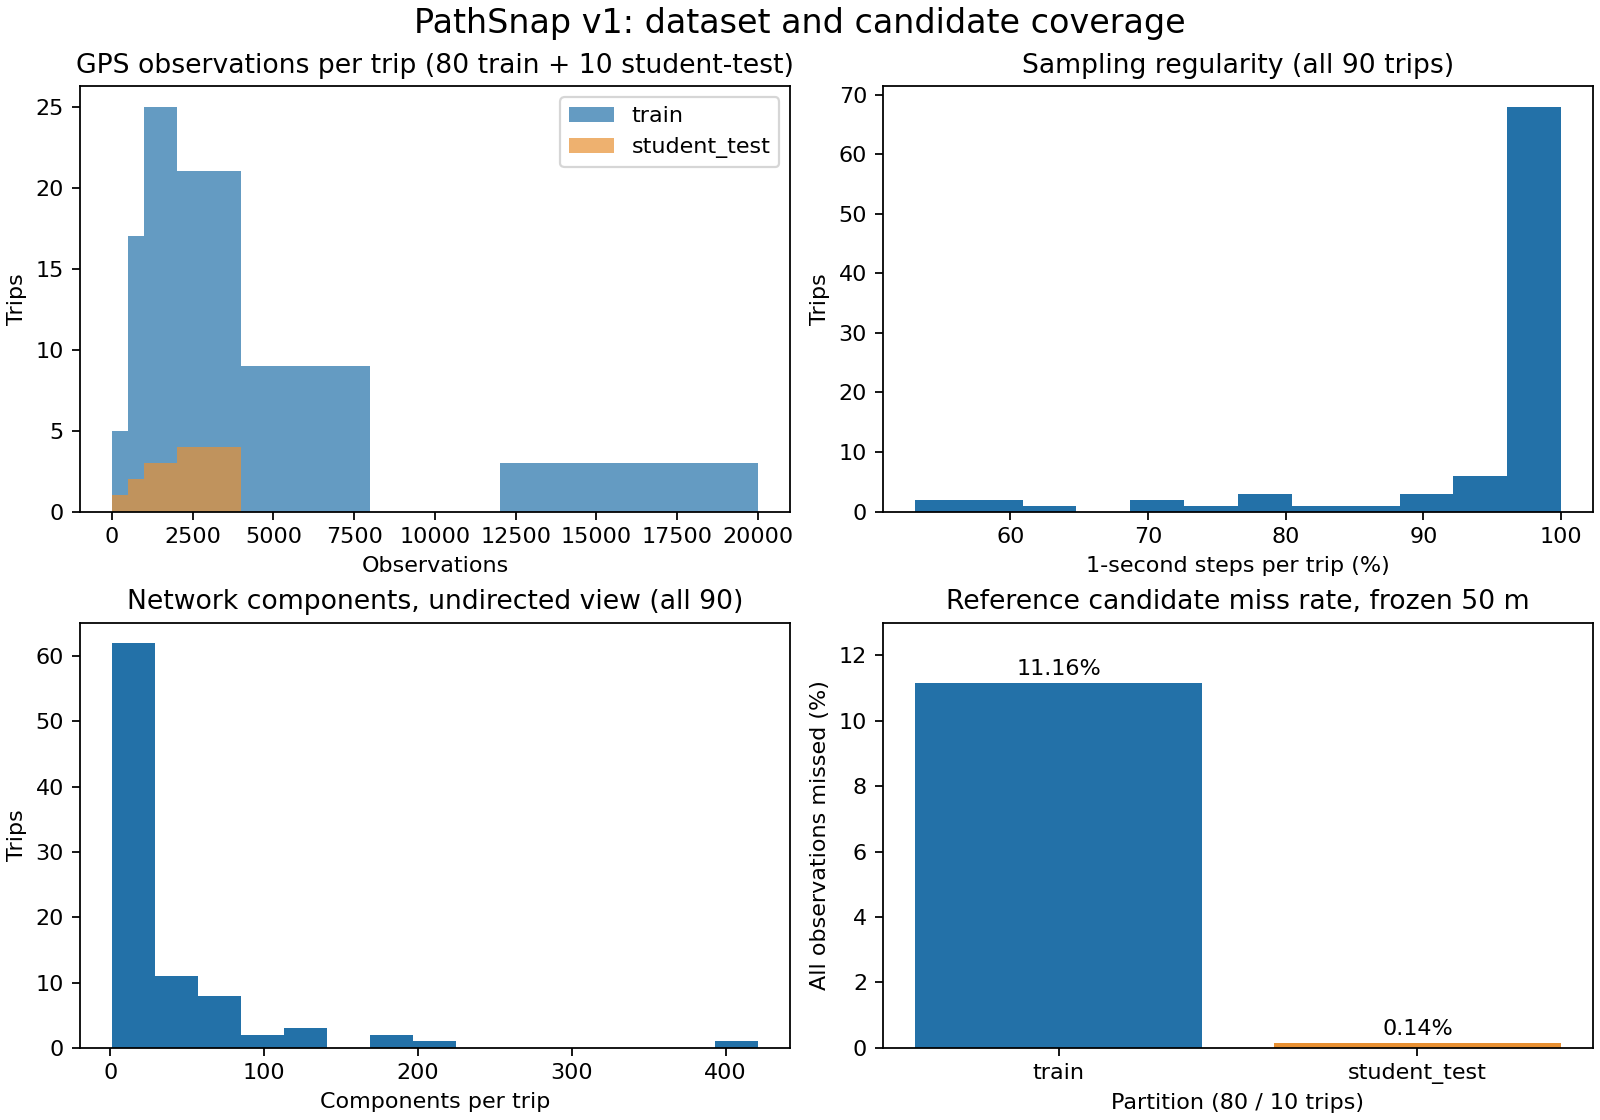 PathSnap v1: dataset and candidate coverage
GPS observations per trip (80 train + 10 student-test)
train
student_test
25
20
15
10
5
0
Trips
0 2500 5000 7500 10000 12500 15000 17500 20000
Observations
Sampling regularity (all 90 trips)
70
60
50
40
30
20
10
0
Trips
60 70 80 90 100
1-second steps per trip (%)
Network components, undirected view (all 90)
60
50
40
30
20
10
0
Trips
0 100 200 300 400
Components per trip
Reference candidate miss rate, frozen 50 m
12
10
8
6
4
2
0
All observations missed (%)
11.16%
0.14%
train student_test
Partition (80 / 10 trips)